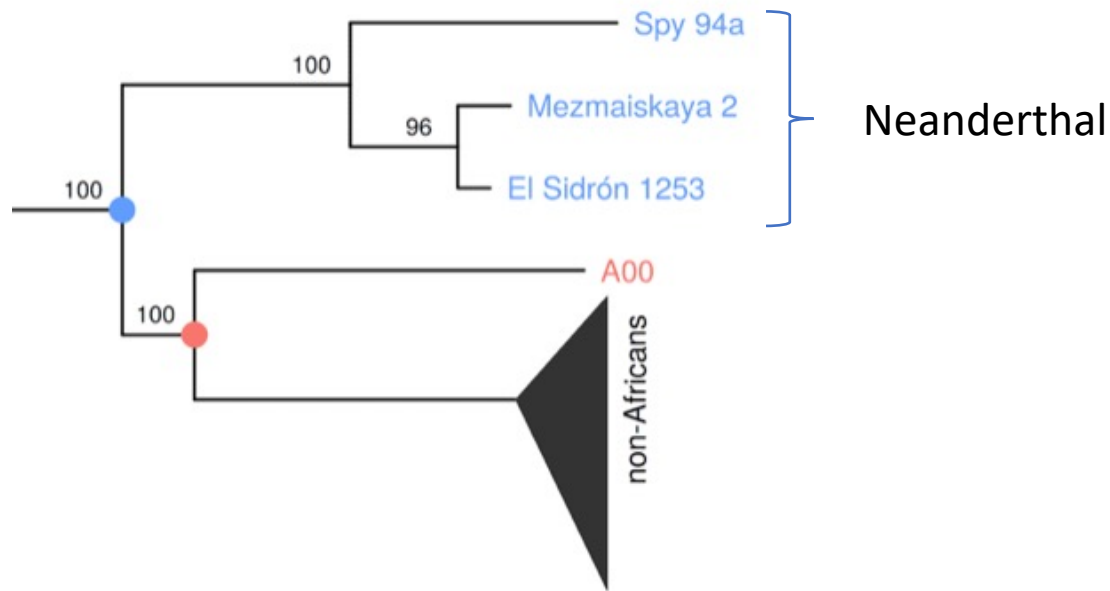 Spy 94a
100
Mezmaiskaya 2
Neanderthal
96
El Sidrón 1253
100
A00
100
non-Africans